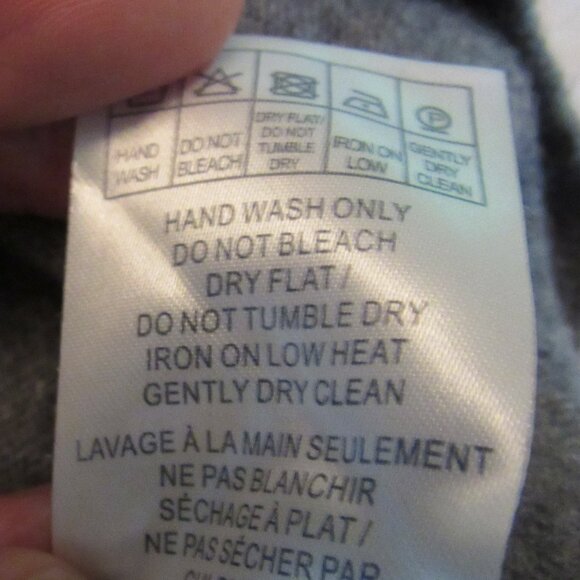 P
HAND WASH
DO NOT BLEACH
DRY FLAT/ DO NOT TUMBLE DRY
IRON ON LOW
GENTLY DRY CLEAN
HAND WASH ONLY
DO NOT BLEACH
DRY FLAT /
DO NOT TUMBLE DRY
IRON ON LOW HEAT
GENTLY DRY CLEAN
LAVAGE À LA MAIN SEULEMENT
NE PAS BLANCHIR
SÉCHAGE À PLAT /
NE PAS SÉCHER PAR